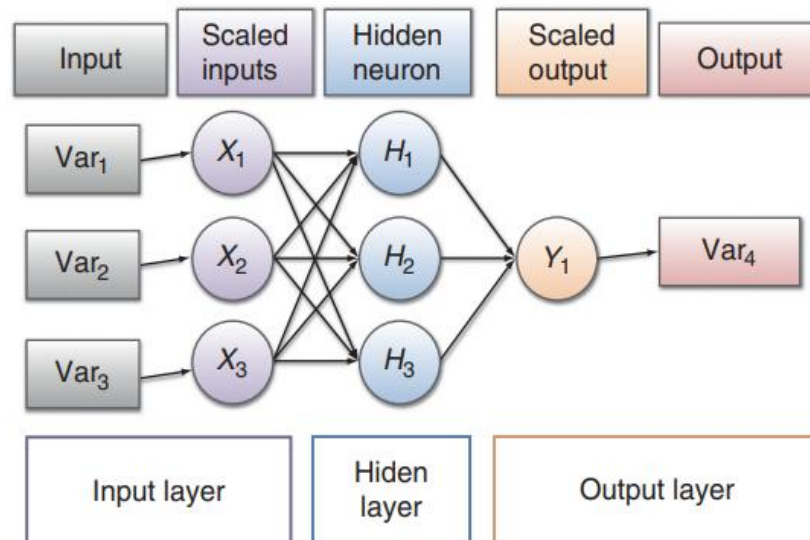 Input
Scaled
inputs
Hidden
neuron
Scaled
output
Output
Var1
X1
H1
Var2
X2
H2
Y1
Var4
Var3
X3
H3
Input layer
Hiden
layer
Output layer